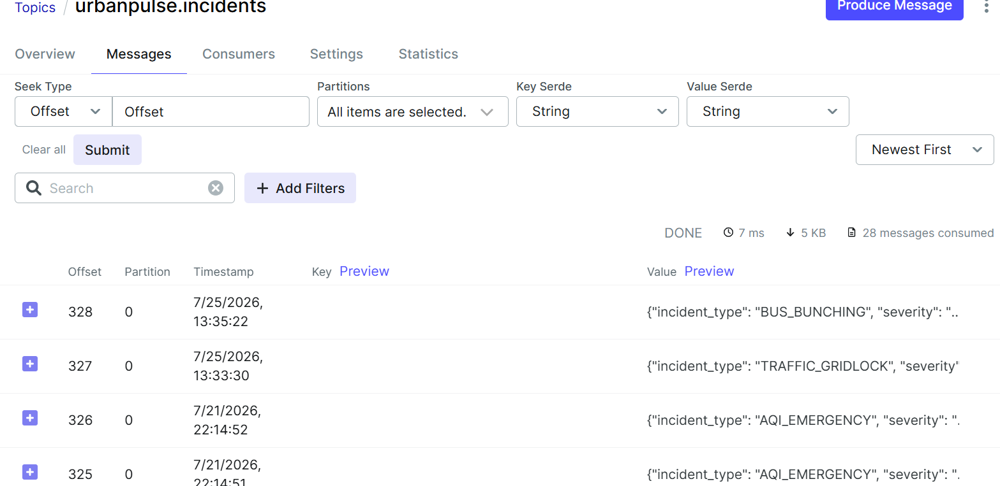 Topics / urbanpulse.incidents Produce Message
Overview Messages Consumers Settings Statistics
Seek Type Partitions Key Serde Value Serde
Offset Offset All items are selected. String String
Clear all Submit Newest First
Search Add Filters
DONE 7 ms 5 KB 28 messages consumed
Offset Partition Timestamp Key Preview Value Preview
328 0 7/25/2026, 13:35:22 {"incident_type": "BUS_BUNCHING", "severity": "..
327 0 7/25/2026, 13:33:30 {"incident_type": "TRAFFIC_GRIDLOCK", "severity"
326 0 7/21/2026, 22:14:52 {"incident_type": "AQI_EMERGENCY", "severity": ".
325 0 7/21/2026, 22:14:51 {"incident_type": "AQI_EMERGENCY", "severity": ".